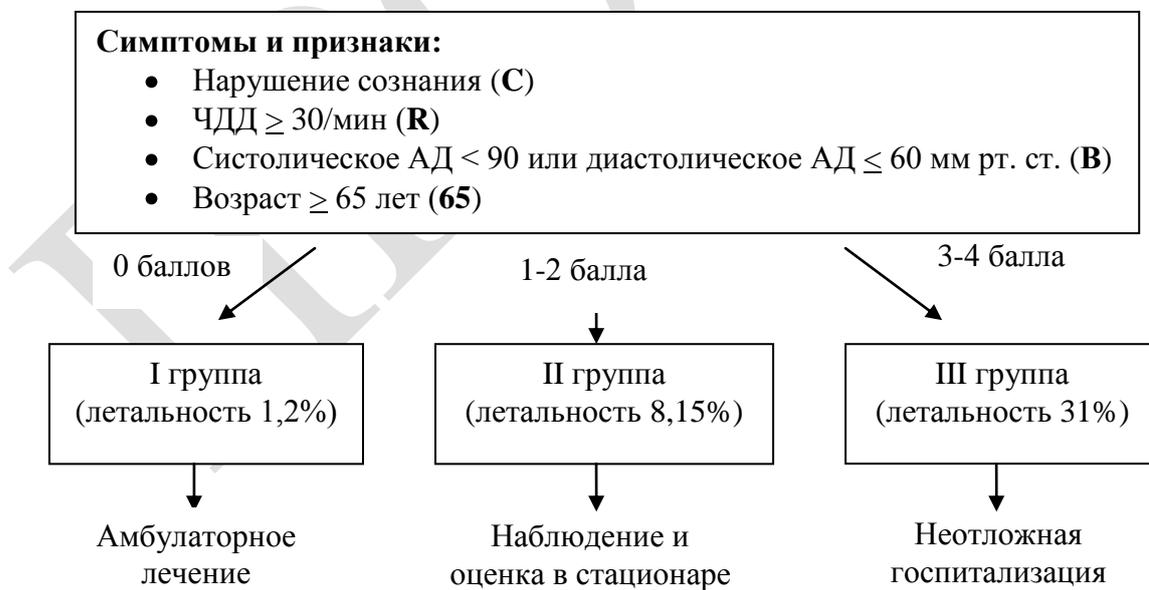 Симптомы и признаки:
• Нарушение сознания (C)
• ЧДД ≥ 30/мин (R)
• Систолическое АД < 90 или диастолическое АД ≤ 60 мм рт. ст. (B)
• Возраст ≥ 65 лет (65)
0 баллов
1-2 балла
3-4 балла
I группа
(летальность 1,2%)
II группа
(летальность 8,15%)
III группа
(летальность 31%)
Амбулаторное
лечение
Наблюдение и
оценка в стационаре
Неотложная
госпитализация